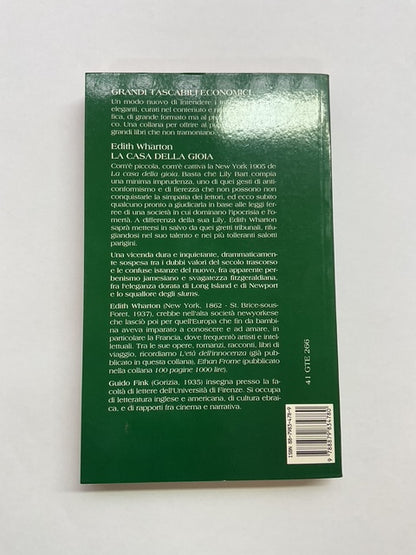 GRANDI TASCABILI ECONOMICI.
Un modo nuovo di intendere i
eleganti, curati nel contenuto e
fica, di grande formato ma al
co. Una collana per offrire al
grandi libri che non tramontano.
Edith Wharton
LA CASA DELLA GIOIA
Com'è piccola, com'è cattiva la New York 1905 de
La casa della gioia. Basta che Lily Bart compia
una minima imprudenza, uno di quei gesti di anti-
conformismo e di fierezza che non possono non
conquistarle la simpatia dei lettori, ed ecco subito
qualcuno pronto a giudicarla in base alle leggi fer-
ree di una società in cui dominano l'ipocrisia e l'o-
mertà. A differenza della sua Lily, Edith Wharton
saprà mettersi in salvo da quei gretti tribunali, rifu-
giandosi nel suo talento e nei più tolleranti salotti
parigini.
Una vicenda dura e inquietante, drammaticamen-
te sospesa tra i dubbi valori del secolo trascorso
e le confuse istanze del nuovo, fra apparente per-
benismo jamesiano e svagatezza fitzgeraldiana,
fra l'eleganza dorata di Long Island e di Newport
e lo squallore degli slums.
Edith Wharton (New York, 1862 - St. Brice-sous-
Foret, 1937), crebbe nell'alta società newyorkese
che lasciò poi per quell'Europa che fin da bambi-
na aveva imparato a conoscere e ad amare, in
particolare la Francia, dove frequentò artisti e intel-
lettuali. Tra le sue opere, romanzi, racconti, libri di
viaggio, ricordiamo L'età dell'innocenza (già pub-
blicato in questa collana), Ethan Frome (pubblicato
nella collana 100 pagine 1000 lire).
Guido Fink (Gorizia, 1935) insegna presso la fa-
coltà di lettere dell'Università di Firenze. Si occupa
di letteratura inglese e americana, di cultura ebrai-
ca, e di rapporti fra cinema e narrativa.
41 GTE 266
ISBN 88-7983-478-9
9 788879 834780